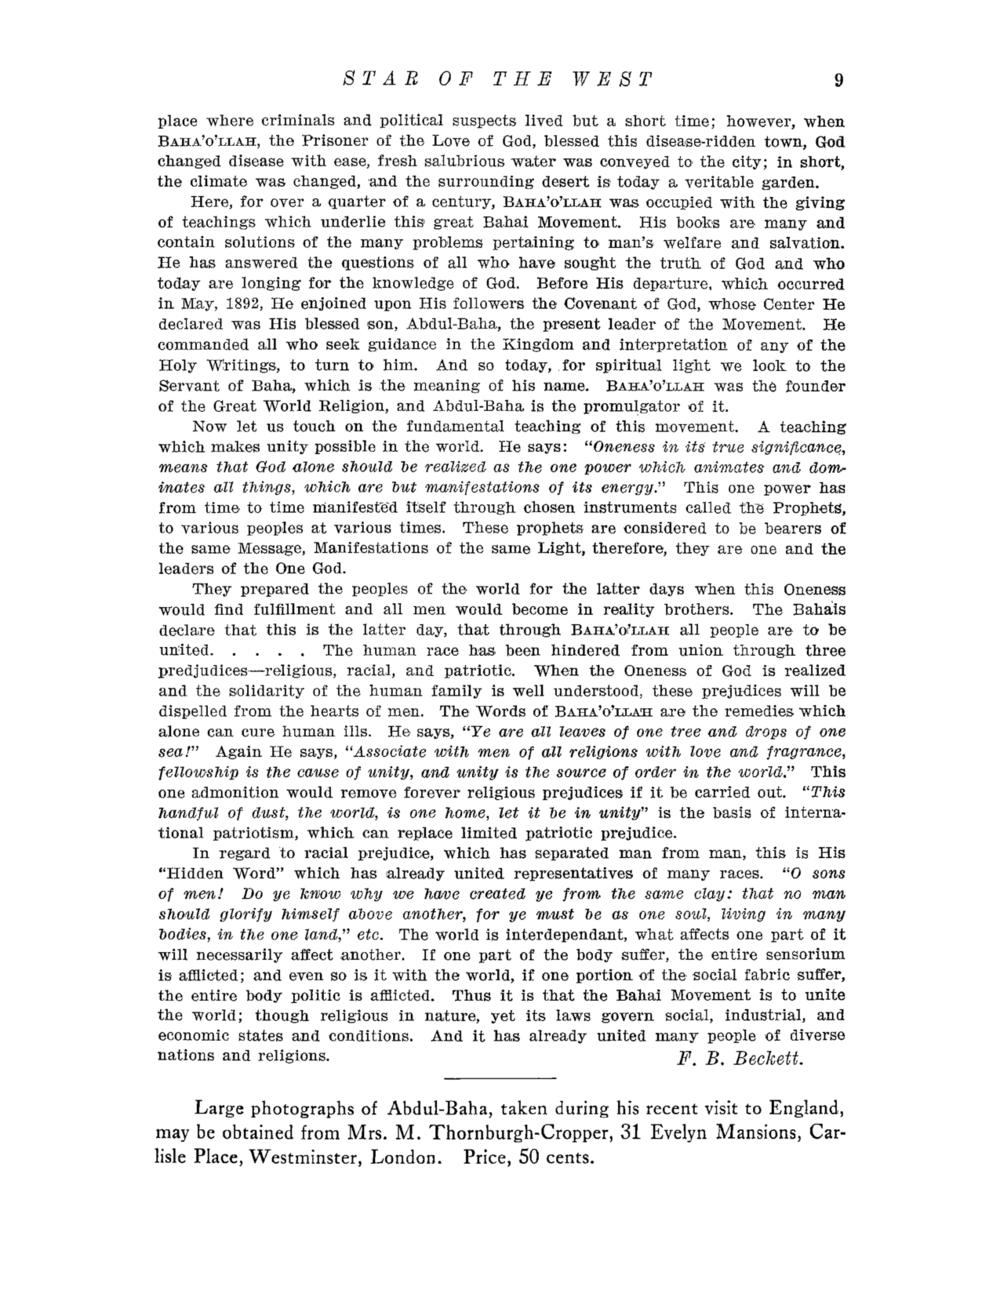 STAR OF THE WEST 9
place where criminals and political suspects lived but a short time; however, when
BAHA'O'LLAH, the Prisoner of the Love of God, blessed this disease-ridden town, God
changed disease with ease, fresh salubrious water was conveyed to the city; in short,
the climate was changed, and the surrounding desert is today a veritable garden.
Here, for over a quarter of a century, BAHA'O'LLAH was occupied with the giving
of teachings which underlie this great Bahai Movement. His books are many and
contain solutions of the many problems pertaining to man's welfare and salvation.
He has answered the questions of all who have sought the truth of God and who
today are longing for the knowledge of God. Before His departure, which occurred
in May, 1892, He enjoined upon His followers the Covenant of God, whose Center He
declared was His blessed son, Abdul-Baha, the present leader of the Movement. He
commanded all who seek guidance in the Kingdom and interpretation of any of the
Holy Writings, to turn to him. And so today, for spiritual light we look to the
Servant of Baha, which is the meaning of his name. BAHA'O'LLAH was the founder
of the Great World Religion, and Abdul-Baha is the promulgator of it.
Now let us touch on the fundamental teaching of this movement. A teaching
which makes unity possible in the world. He says: "Oneness in its true significance,
means that God alone should be realized as the one power which animates and dom-
inates all things, which are but manifestations of its energy." This one power has
from time to time manifested itself through chosen instruments called the Prophets,
to various peoples at various times. These prophets are considered to be bearers of
the same Message, Manifestations of the same Light, therefore, they are one and the
leaders of the One God.
They prepared the peoples of the world for the latter days when this Oneness
would find fulfillment and all men would become in reality brothers. The Bahais
declare that this is the latter day, that through BAHA'O'LLAH all people are to be
united. . . . . The human race has been hindered from union through three
predjudices—religious, racial, and patriotic. When the Oneness of God is realized
and the solidarity of the human family is well understood, these prejudices will be
dispelled from the hearts of men. The Words of BAHA'O'LLAH are the remedies which
alone can cure human ills. He says, "Ye are all leaves of one tree and drops of one
sea!" Again He says, "Associate with men of all religions with love and fragrance,
fellowship is the cause of unity, and unity is the source of order in the world." This
one admonition would remove forever religious prejudices if it be carried out. "This
handful of dust, the world, is one home, let it be in unity" is the basis of interna-
tional patriotism, which can replace limited patriotic prejudice.
In regard to racial prejudice, which has separated man from man, this is His
"Hidden Word" which has already united representatives of many races. "O sons
of men! Do ye know why we have created ye from the same clay: that no man
should glorify himself above another, for ye must be as one soul, living in many
bodies, in the one land," etc. The world is interdependant, what affects one part of it
will necessarily affect another. If one part of the body suffer, the entire sensorium
is afflicted; and even so is it with the world, if one portion of the social fabric suffer,
the entire body politic is afflicted. Thus it is that the Bahai Movement is to unite
the world; though religious in nature, yet its laws govern social, industrial, and
economic states and conditions. And it has already united many people of diverse
nations and religions. F. B. Beckett.
Large photographs of Abdul-Baha, taken during his recent visit to England,
may be obtained from Mrs. M. Thornburgh-Cropper, 31 Evelyn Mansions, Car-
lisle Place, Westminster, London. Price, 50 cents.